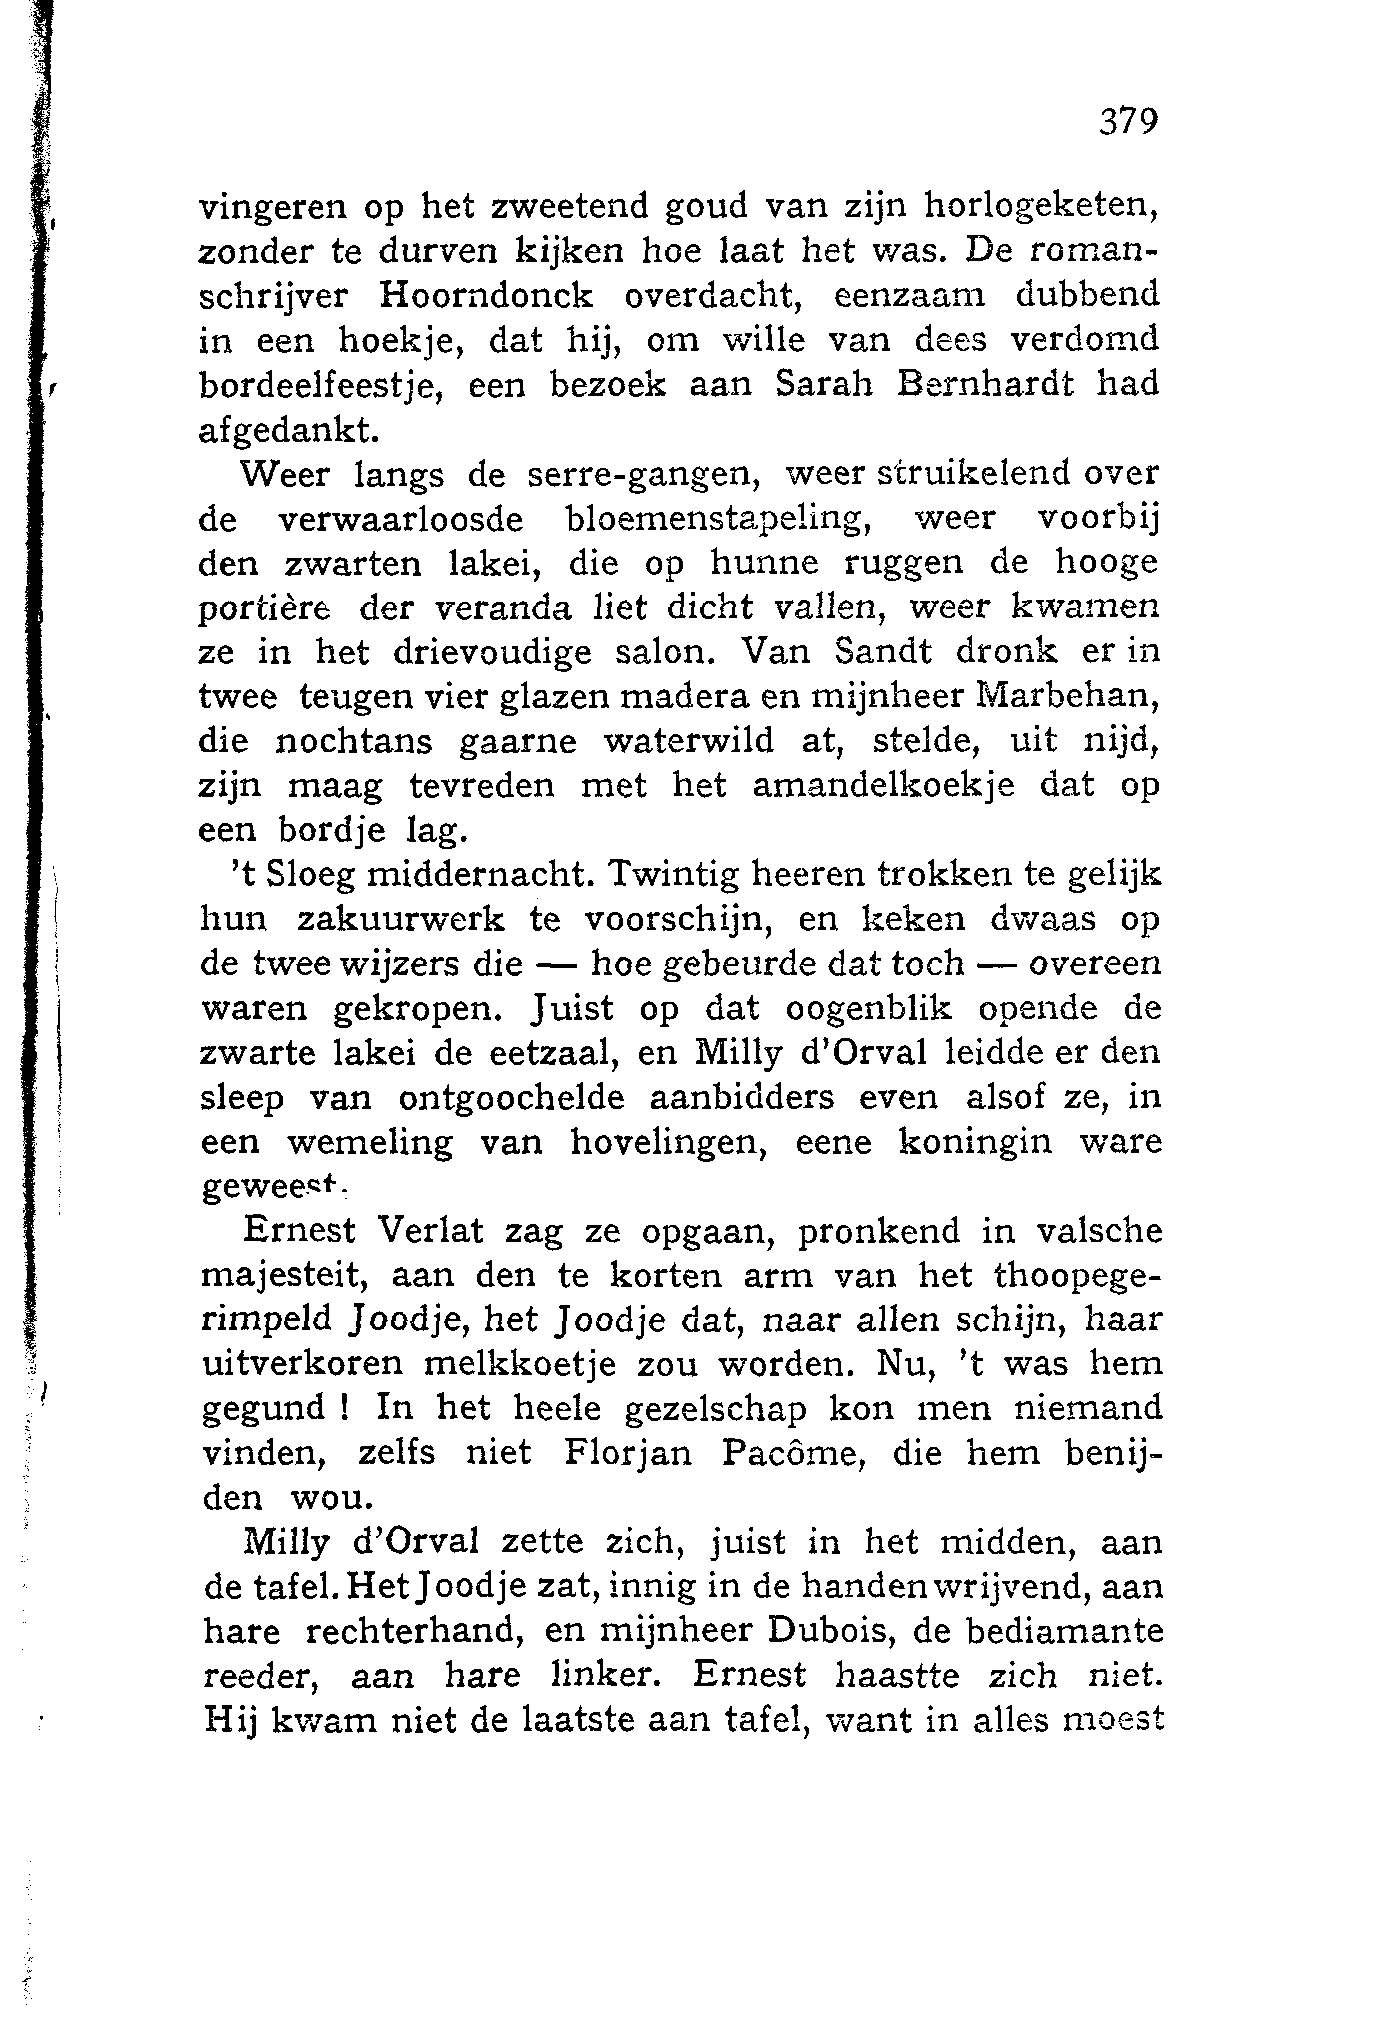 379
vingeren op het zweetend goud van zijn horlogeketen,
zonder te durven kijken hoe laat het was. De roman-
schrijver Hoorndonck overdacht, eenzaam dubbend
in een hoekje, dat hij, om wille van dees verdomd
bordeelfeestje, een bezoek aan Sarah Bernhardt had
afgedankt.
Weer langs de serre-gangen, weer struikelend over
de verwaarloosde bloemenstapeling, weer voorbij
den zwarten lakei, die op hunne ruggen de hooge
portière der veranda liet dicht vallen, weer kwamen
ze in het drievoudige salon. Van Sandt dronk er in
twee teugen vier glazen madera en mijnheer Marbehan,
die nochtans gaarne waterwild at, stelde, uit nijd,
zijn maag tevreden met het amandelkoekje dat op
een bordje lag.
't Sloeg middernacht. Twintig heeren trokken te gelijk
hun zakuurwerk te voorschijn, en keken dwaas op
de twee wijzers die — hoe gebeurde dat toch — overeen
waren gekropen. Juist op dat oogenblik opende de
zwarte lakei de eetzaal, en Milly d'Orval leidde er den
sleep van ontgoochelde aanbidders even alsof ze, in
een wemeling van hovelingen, eene koningin ware
geweest.
Ernest Verlat zag ze opgaan, pronkend in valsche
majesteit, aan den te korten arm van het thoopege-
rimpeld Joodje, het Joodje dat, naar allen schijn, haar
uitverkoren melkkoetje zou worden. Nu, 't was hem
gegund ! In het heele gezelschap kon men niemand
vinden, zelfs niet Florjan Pacôme, die hem benij-
den wou.
Milly d'Orval zette zich, juist in het midden, aan
de tafel. Het Joodje zat, innig in de handen wrijvend, aan
hare rechterhand, en mijnheer Dubois, de bediamante
reeder, aan hare linker. Ernest haastte zich niet.
Hij kwam niet de laatste aan tafel, want in alles moest